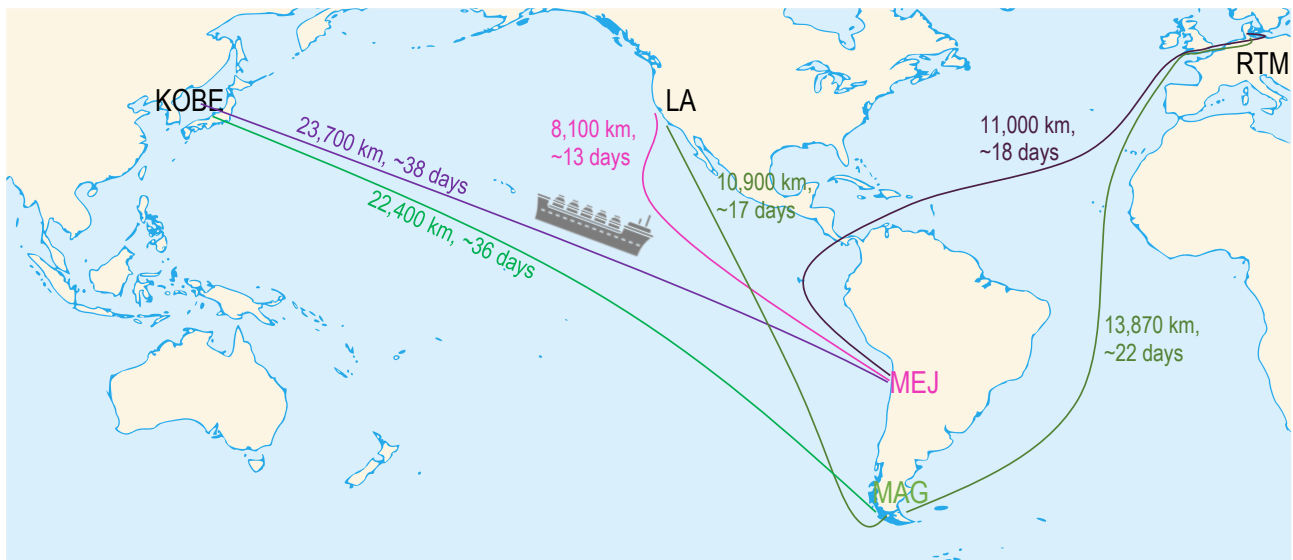 RTM
KOBE
LA
23,700 km, ~38 days
22,400 km, ~36 days
8,100 km,
~13 days
10,900 km,
~17 days
11,000 km,
~18 days
13,870 km,
~22 days
MEJ
MAG